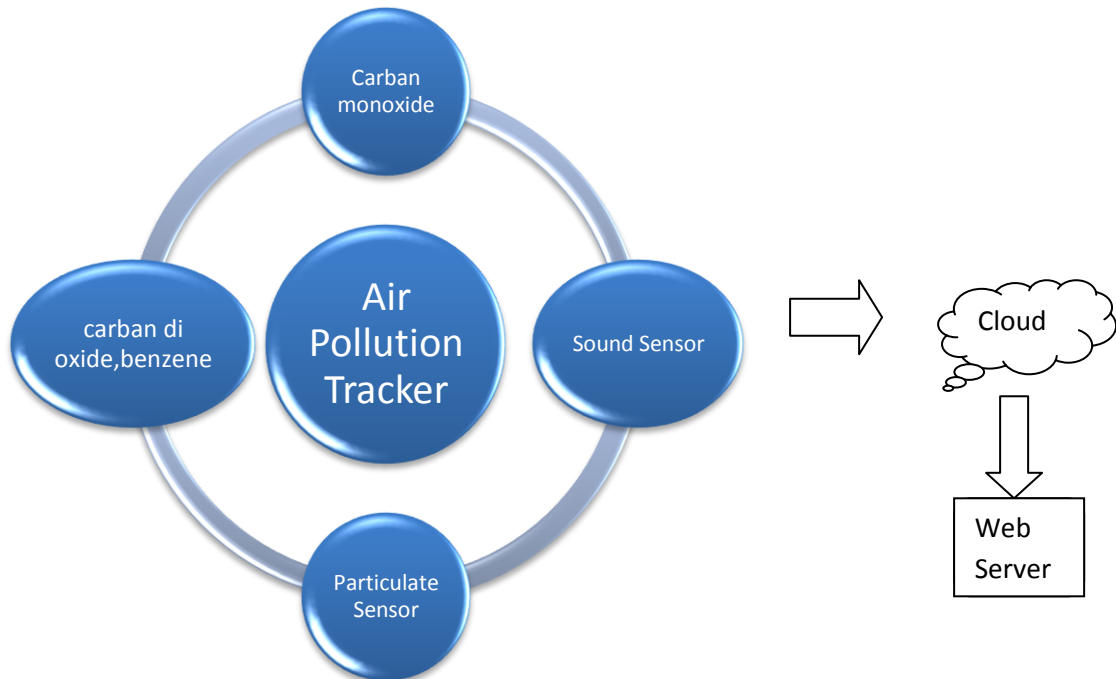 Carban
monoxide
carban di
oxide,benzene
Air
Pollution
Tracker
Sound Sensor
Particulate
Sensor
Cloud
Web
Server